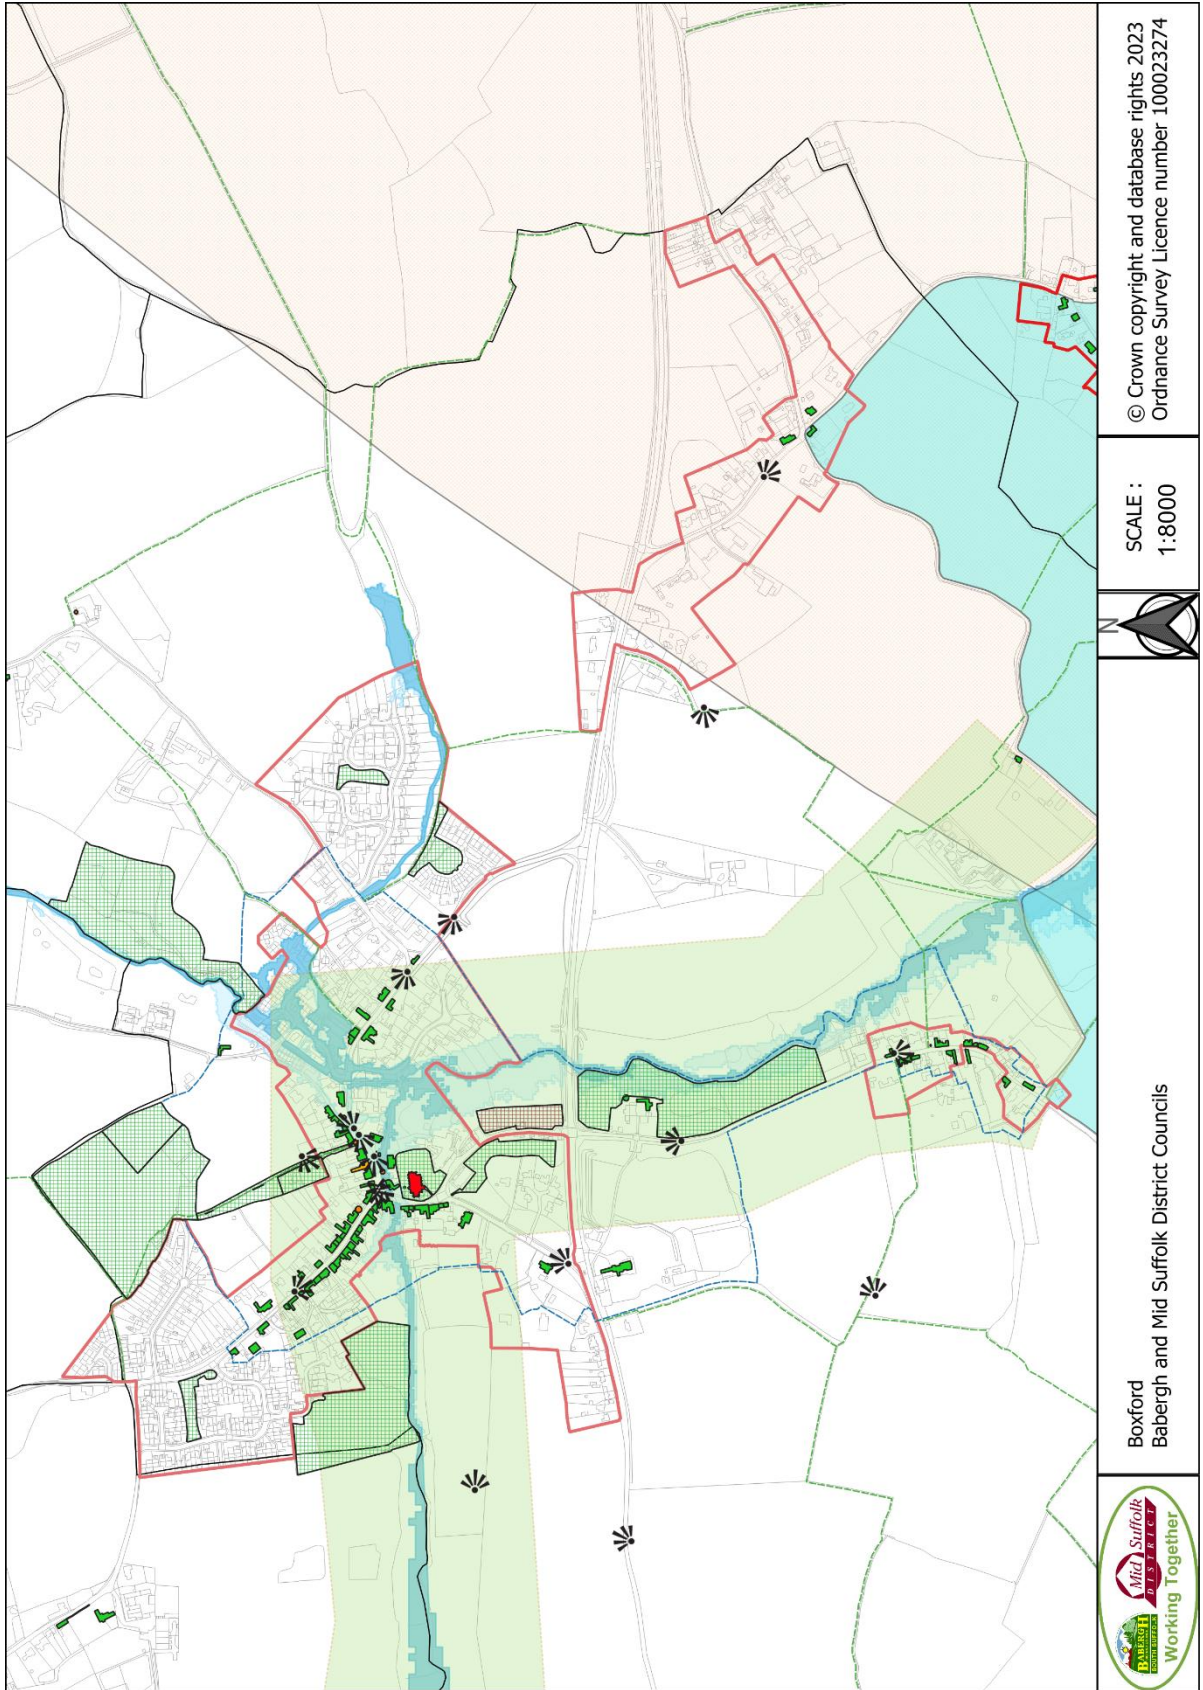 Boxford
Babergh and Mid Suffolk District Councils
SCALE :
1:8000
© Crown copyright and database rights 2023
Ordnance Survey Licence number 100023274
N
BABERGH
SOUTH SUFFOLK
Mid Suffolk
DISTRICT
Working Together